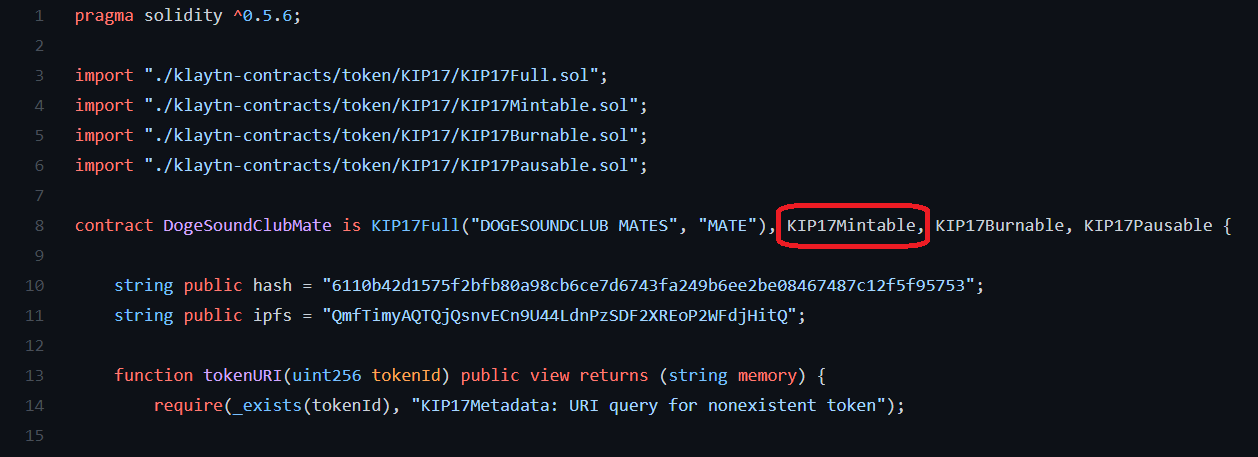 1 pragma solidity ^0.5.6;
2
3 import "./klaytn-contracts/token/KIP17/KIP17Full.sol";
4 import "./klaytn-contracts/token/KIP17/KIP17Mintable.sol";
5 import "./klaytn-contracts/token/KIP17/KIP17Burnable.sol";
6 import "./klaytn-contracts/token/KIP17/KIP17Pausable.sol";
7
8 contract DogeSoundClubMate is KIP17Full("DOGESOUNDCLUB MATES", "MATE"), KIP17Mintable, KIP17Burnable, KIP17Pausable {
9
10 string public hash = "6110b42d1575f2bfb80a98cb6ce7d6743fa249b6ee2be08467487c12f5f95753";
11 string public ipfs = "QmfTimyAQTQjQsnvECn9U44LdnPzSDF2XREoP2WFdjHitQ";
12
13 function tokenURI(uint256 tokenId) public view returns (string memory) {
14 require(_exists(tokenId), "KIP17Metadata: URI query for nonexistent token");
15